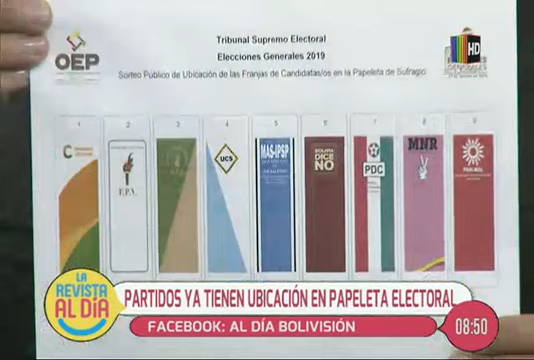 OEP
Tribunal Supremo Electoral
Elecciones Generales 2019
Sorteo Público de Ubicación de las Franjas de Candidatas/os en la Papeleta de Sufragio
HD
1 2 3 4 5 6 7 8 9
C
F.P.V.
UCS
MAS-IPSP
BOLIVIA
DICE
NO
PDC
MNR
LA
REVISTA
AL DÍA
PARTIDOS YA TIENEN UBICACIÓN EN PAPELETA ELECTORAL
FACEBOOK: AL DÍA BOLIVISIÓN
08:50